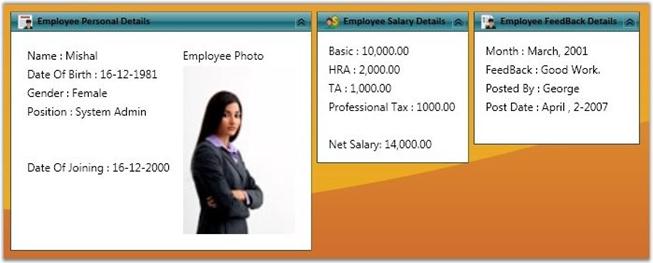 Employee Personal Details
Name : Mishal
Date Of Birth : 16-12-1981
Gender : Female
Position : System Admin
Date Of Joining : 16-12-2000
Employee Photo
Employee Salary Details
Basic : 10,000.00
HRA : 2,000.00
TA : 1,000.00
Professional Tax : 1000.00
Net Salary: 14,000.00
Employee FeedBack Details
Month : March, 2001
FeedBack : Good Work.
Posted By : George
Post Date : April , 2-2007